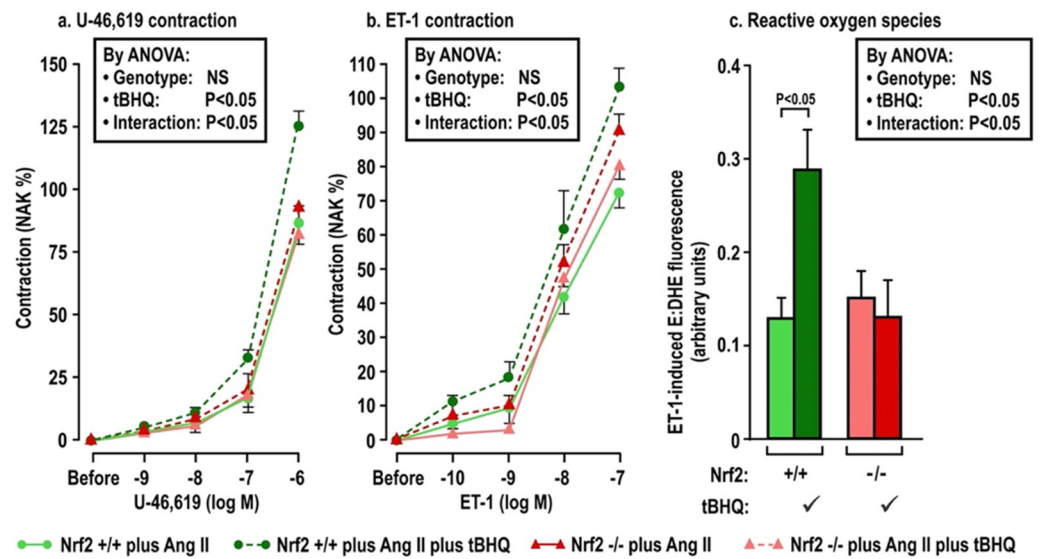 a. U-46,619 contraction
By ANOVA:
• Genotype: NS
• tBHQ: P<0.05
• Interaction: P<0.05
Contraction (NAK %)
150
100
75
50
25
0
Before -9 -8 -7 -6
U-46,619 (log M)
b. ET-1 contraction
By ANOVA:
• Genotype: NS
• tBHQ: P<0.05
• Interaction: P<0.05
Contraction (NAK %)
110
100
90
80
70
60
50
40
30
20
10
0
Before -10 -9 -8 -7
ET-1 (log M)
c. Reactive oxygen species
By ANOVA:
• Genotype: NS
• tBHQ: P<0.05
• Interaction: P<0.05
P<0.05
ET-1-induced E:DHE fluorescence
(arbitrary units)
0.4
0.3
0.2
0.1
0
Nrf2: +/+ -/-
tBHQ: ✓ ✓
Nrf2 +/+ plus Ang II Nrf2 +/+ plus Ang II plus tBHQ Nrf2 -/- plus Ang II Nrf2 -/- plus Ang II plus tBHQ